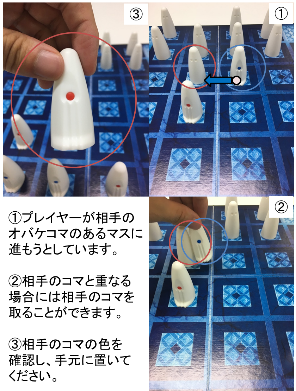 ③
①
①プレイヤーが相手の
オバケコマのあるマスに
進もうとしています。
②相手のコマと重なる
場合には相手のコマを
取ることができます。
③相手のコマの色を
確認し、手元に置いて
ください。
②